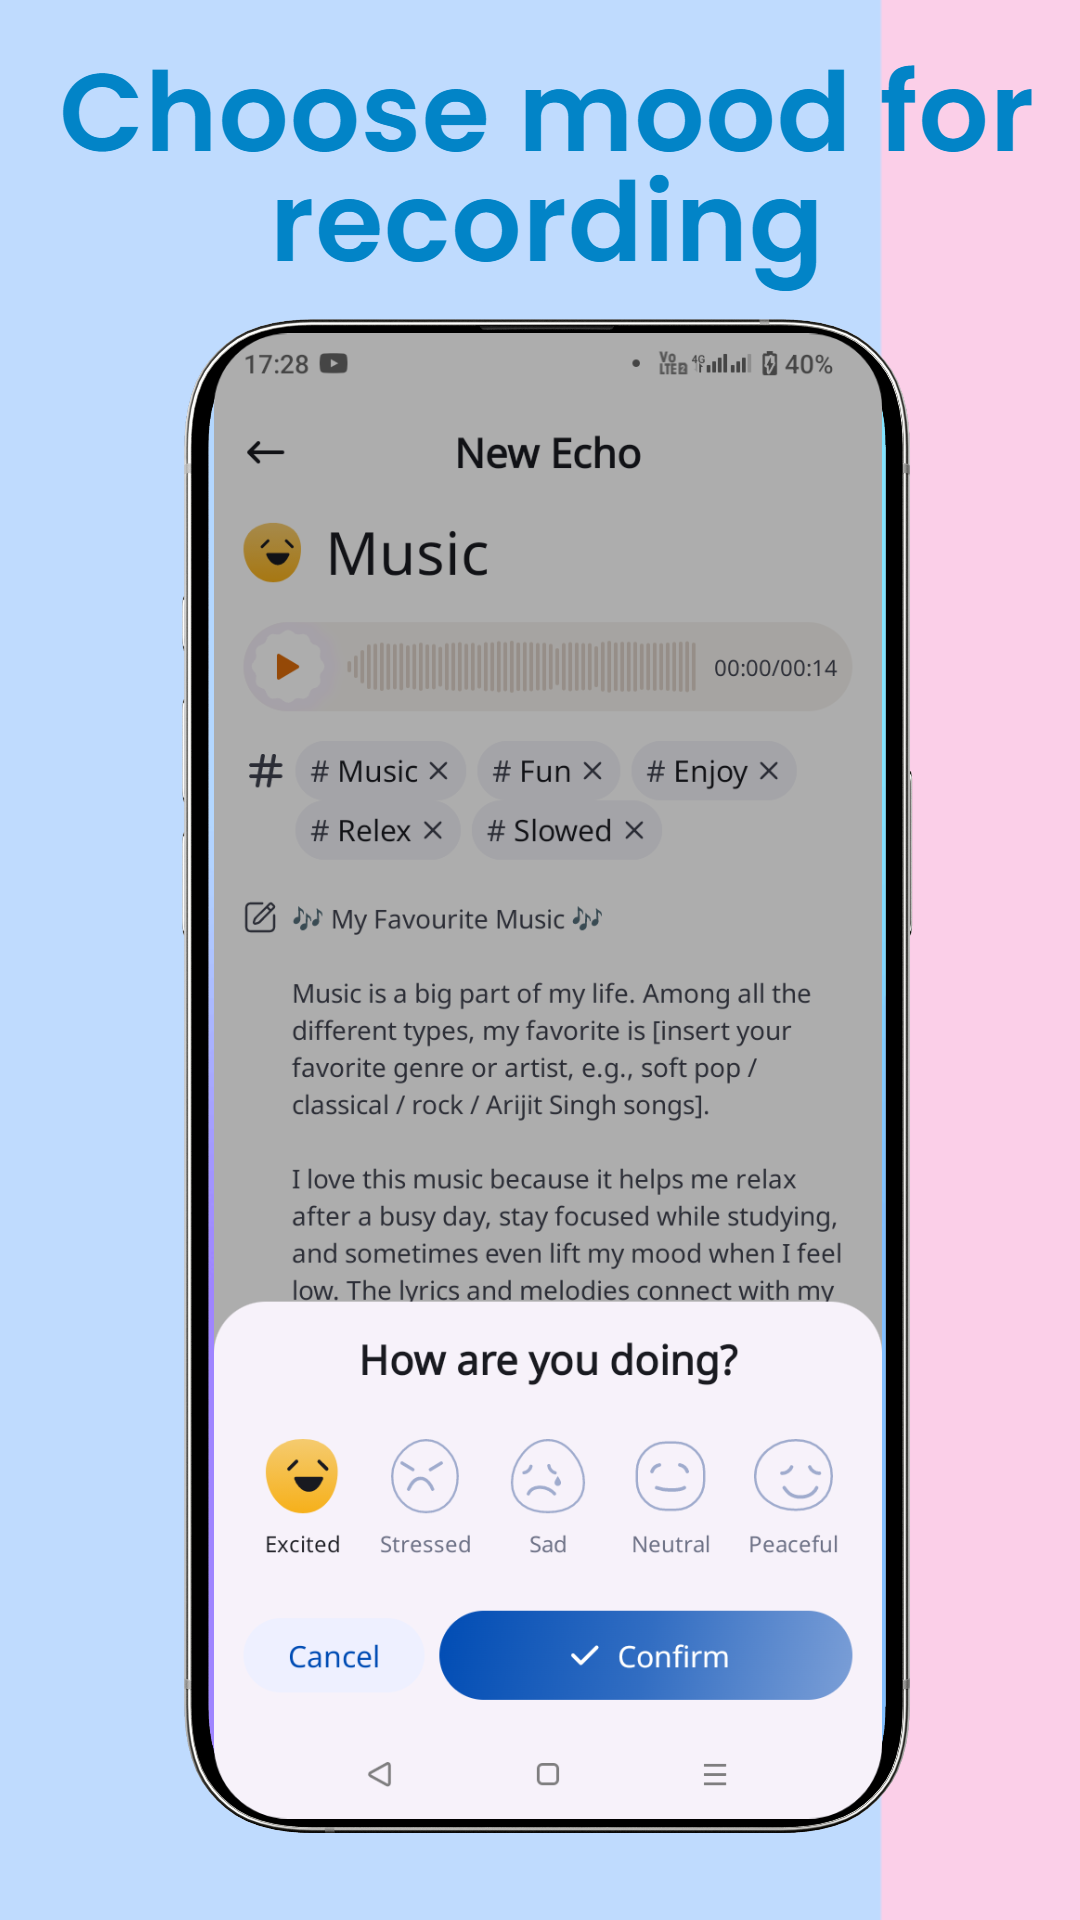 Choose mood for
recording
17:28
Vo
LTE 2 4G 40%
New Echo
Music
00:00/00:14
# # Music # Fun # Enjoy
# Relex # Slowed
🎶 My Favourite Music 🎶
Music is a big part of my life. Among all the
different types, my favorite is [insert your
favorite genre or artist, e.g., soft pop /
classical / rock / Arijit Singh songs].
I love this music because it helps me relax
after a busy day, stay focused while studying,
and sometimes even lift my mood when I feel
low. The lyrics and melodies connect with my
How are you doing?
Excited Stressed Sad Neutral Peaceful
Cancel Confirm